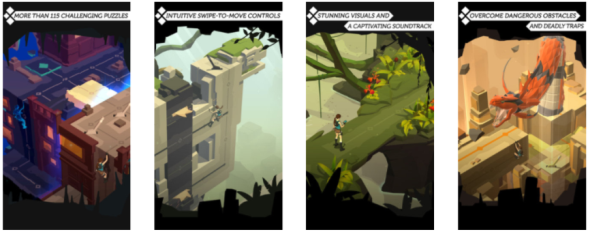 MORE THAN 115 CHALLENGING PUZZLES
INTUITIVE SWIPE-TO-MOVE CONTROLS
STUNNING VISUALS AND
A CAPTIVATING SOUNDTRACK
OVERCOME DANGEROUS OBSTACLES
AND DEADLY TRAPS